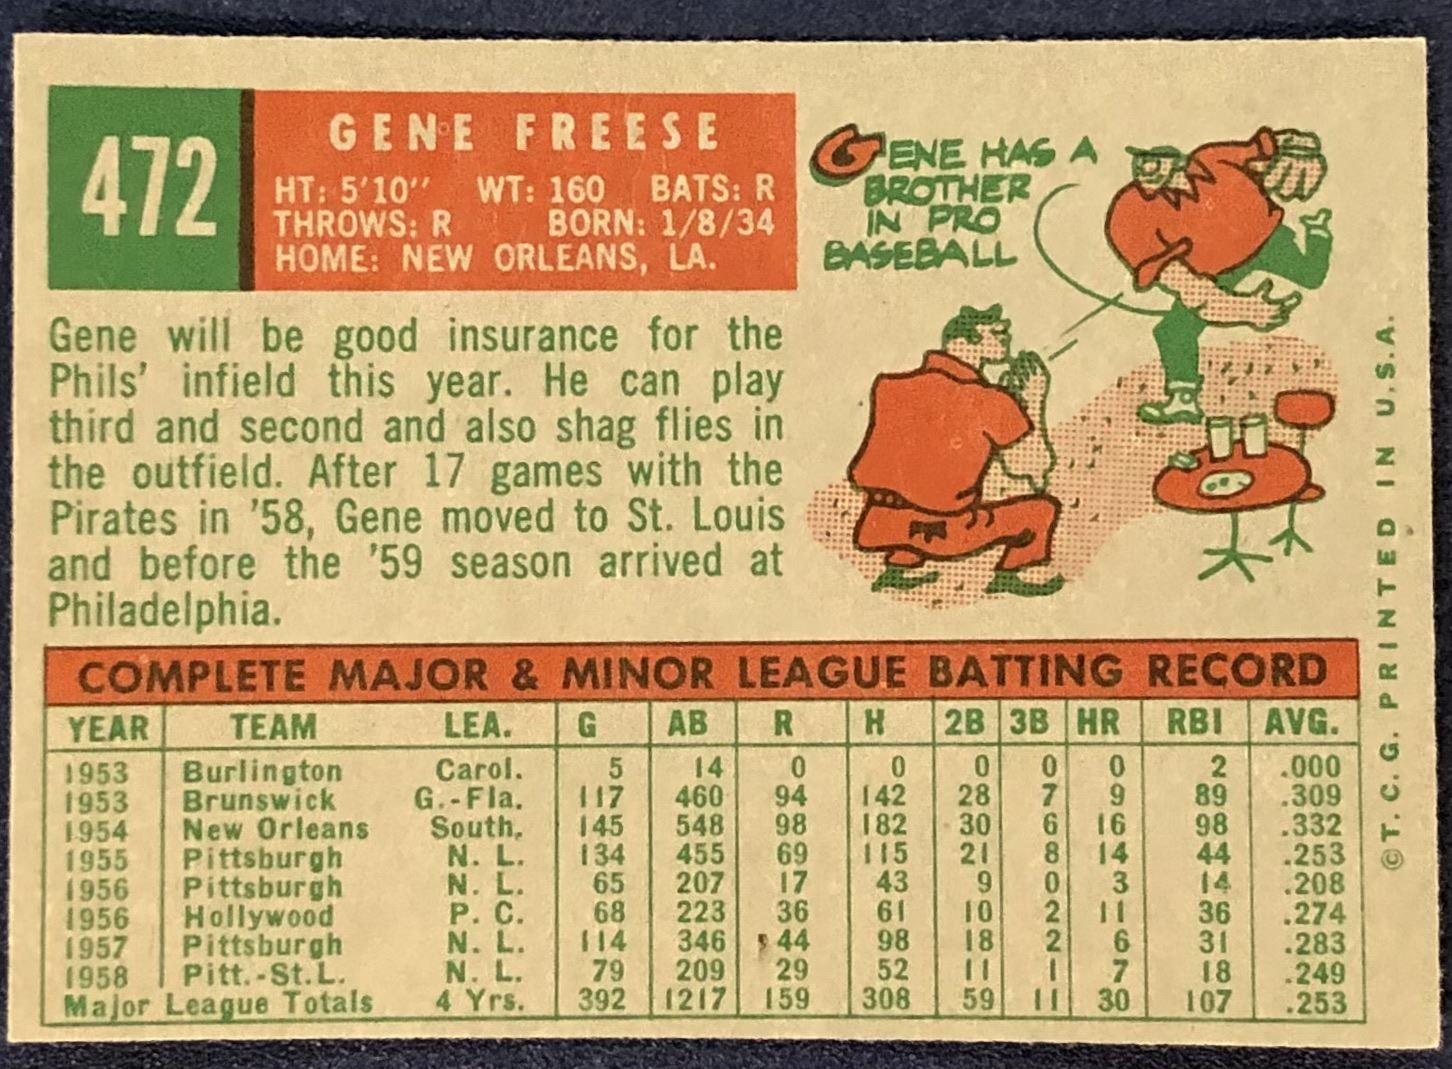 472
GENE FREESE
HT: 5'10" WT: 160 BATS: R
THROWS: R BORN: 1/8/34
HOME: NEW ORLEANS, LA.
GENE HAS A
BROTHER
IN PRO
BASEBALL
Gene will be good insurance for the
Phils' infield this year. He can play
third and second and also shag flies in
the outfield. After 17 games with the
Pirates in '58, Gene moved to St. Louis
and before the '59 season arrived at
Philadelphia.
COMPLETE MAJOR & MINOR LEAGUE BATTING RECORD
YEAR TEAM LEA. G AB R H 2B 3B HR RBI AVG.
1953 Burlington Carol. 5 14 0 0 0 0 0 2 .000
1953 Brunswick G.-Fla. 117 460 94 142 28 7 9 89 .309
1954 New Orleans South. 145 548 98 182 30 6 16 98 .332
1955 Pittsburgh N. L. 134 455 69 115 21 8 14 44 .253
1956 Pittsburgh N. L. 65 207 17 43 9 0 3 14 .208
1956 Hollywood P. C. 68 223 36 61 10 2 11 36 .274
1957 Pittsburgh N. L. 114 346 44 98 18 2 6 31 .283
1958 Pitt.-St.L. N. L. 79 209 29 52 11 1 7 18 .249
Major League Totals 4 Yrs. 392 1217 159 308 59 11 30 107 .253
©T. C. G. PRINTED IN U.S.A.